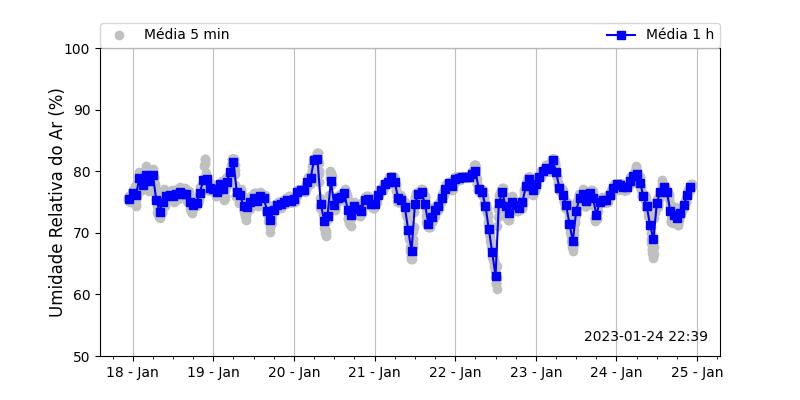 Média 5 min
Média 1 h
100
90
80
70
60
50
Umidade Relativa do Ar (%)
2023-01-24 22:39
18 - Jan
19 - Jan
20 - Jan
21 - Jan
22 - Jan
23 - Jan
24 - Jan
25 - Jan